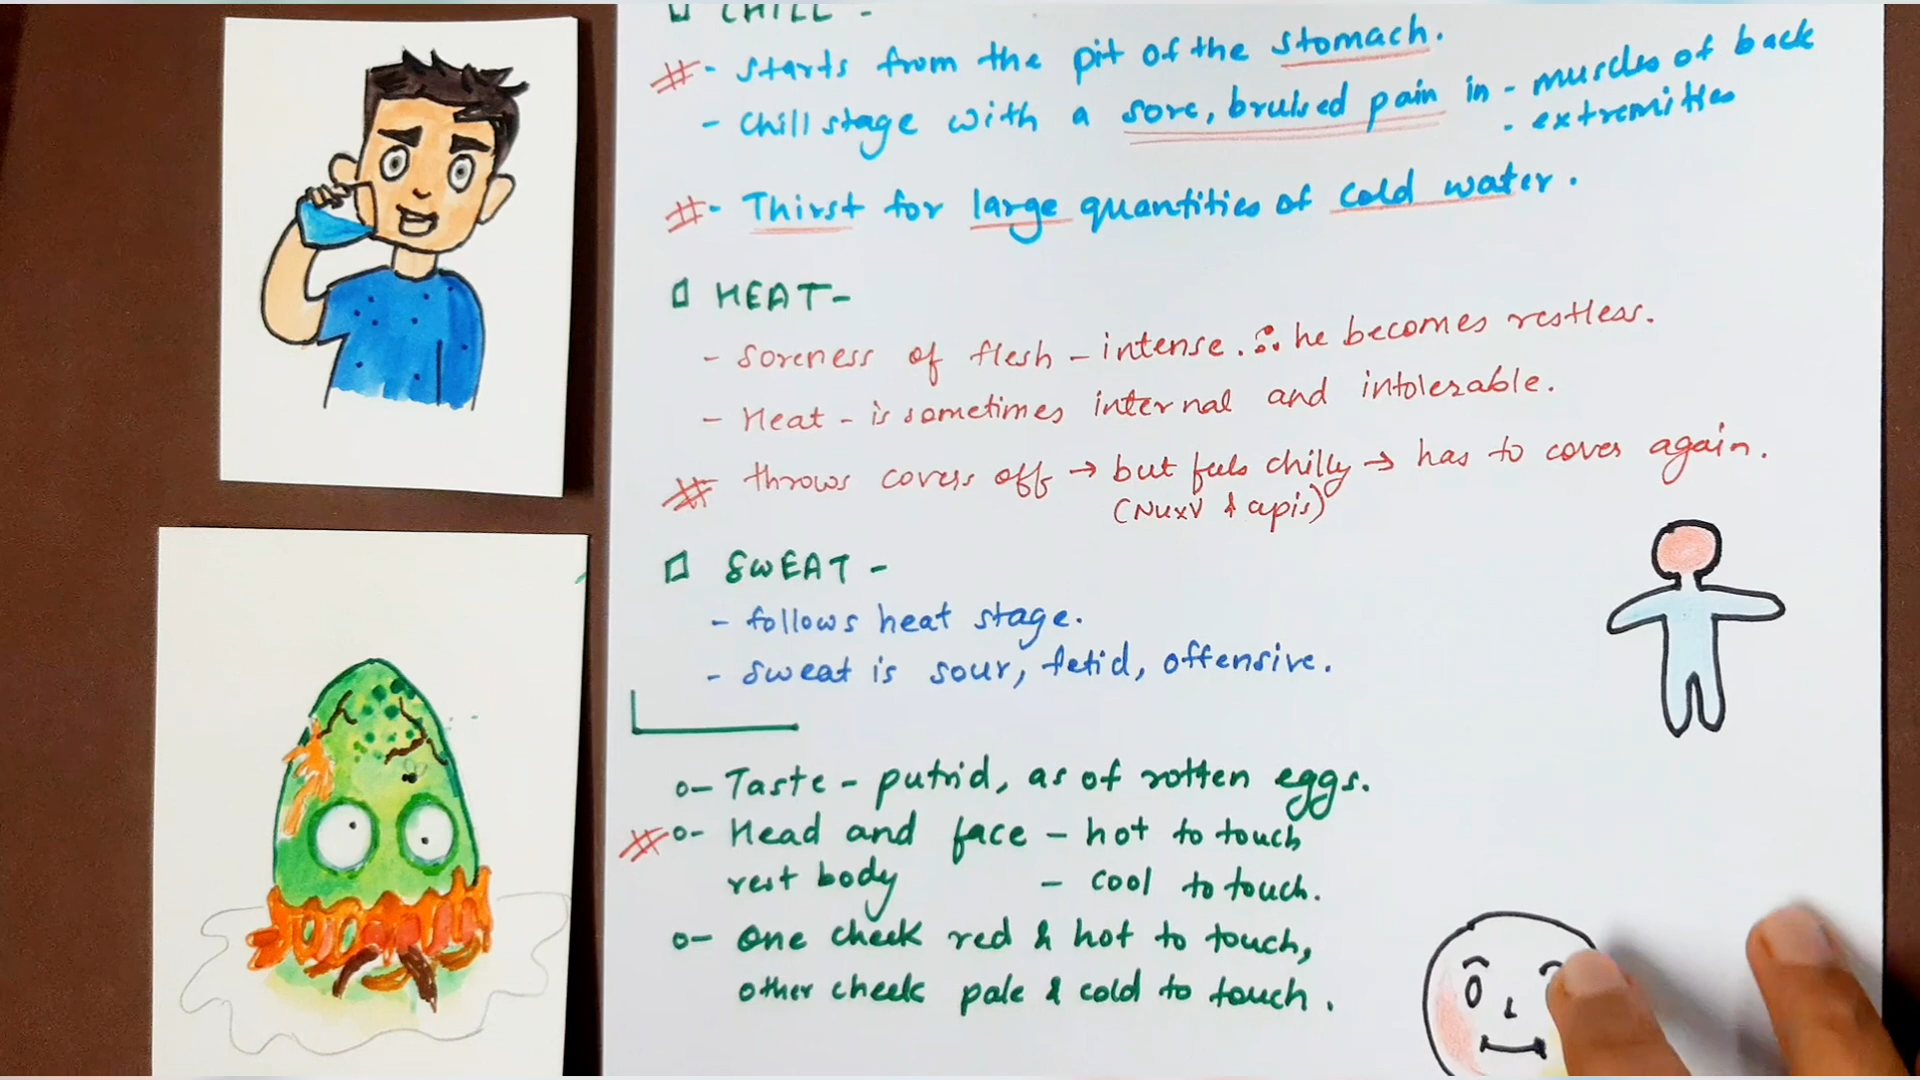 CHILL -
# - Starts from the pit of the stomach.
- Chill stage with a sore, bruised pain in - muscles of back
. extremities
# - Thirst for large quantities of cold water.
HEAT -
- Soreness of flesh - intense. ∴ he becomes restless.
- Heat - is sometimes internal and intolerable.
# throws covers off → but feels chilly → has to cover again.
(NuxV & apis)
SWEAT -
- follows heat stage.
- Sweat is sour, fetid, offensive.
o- Taste - putrid, as of rotten eggs.
# o- Head and face - hot to touch
rest body - cool to touch.
o- One cheek red & hot to touch,
other cheek pale & cold to touch.